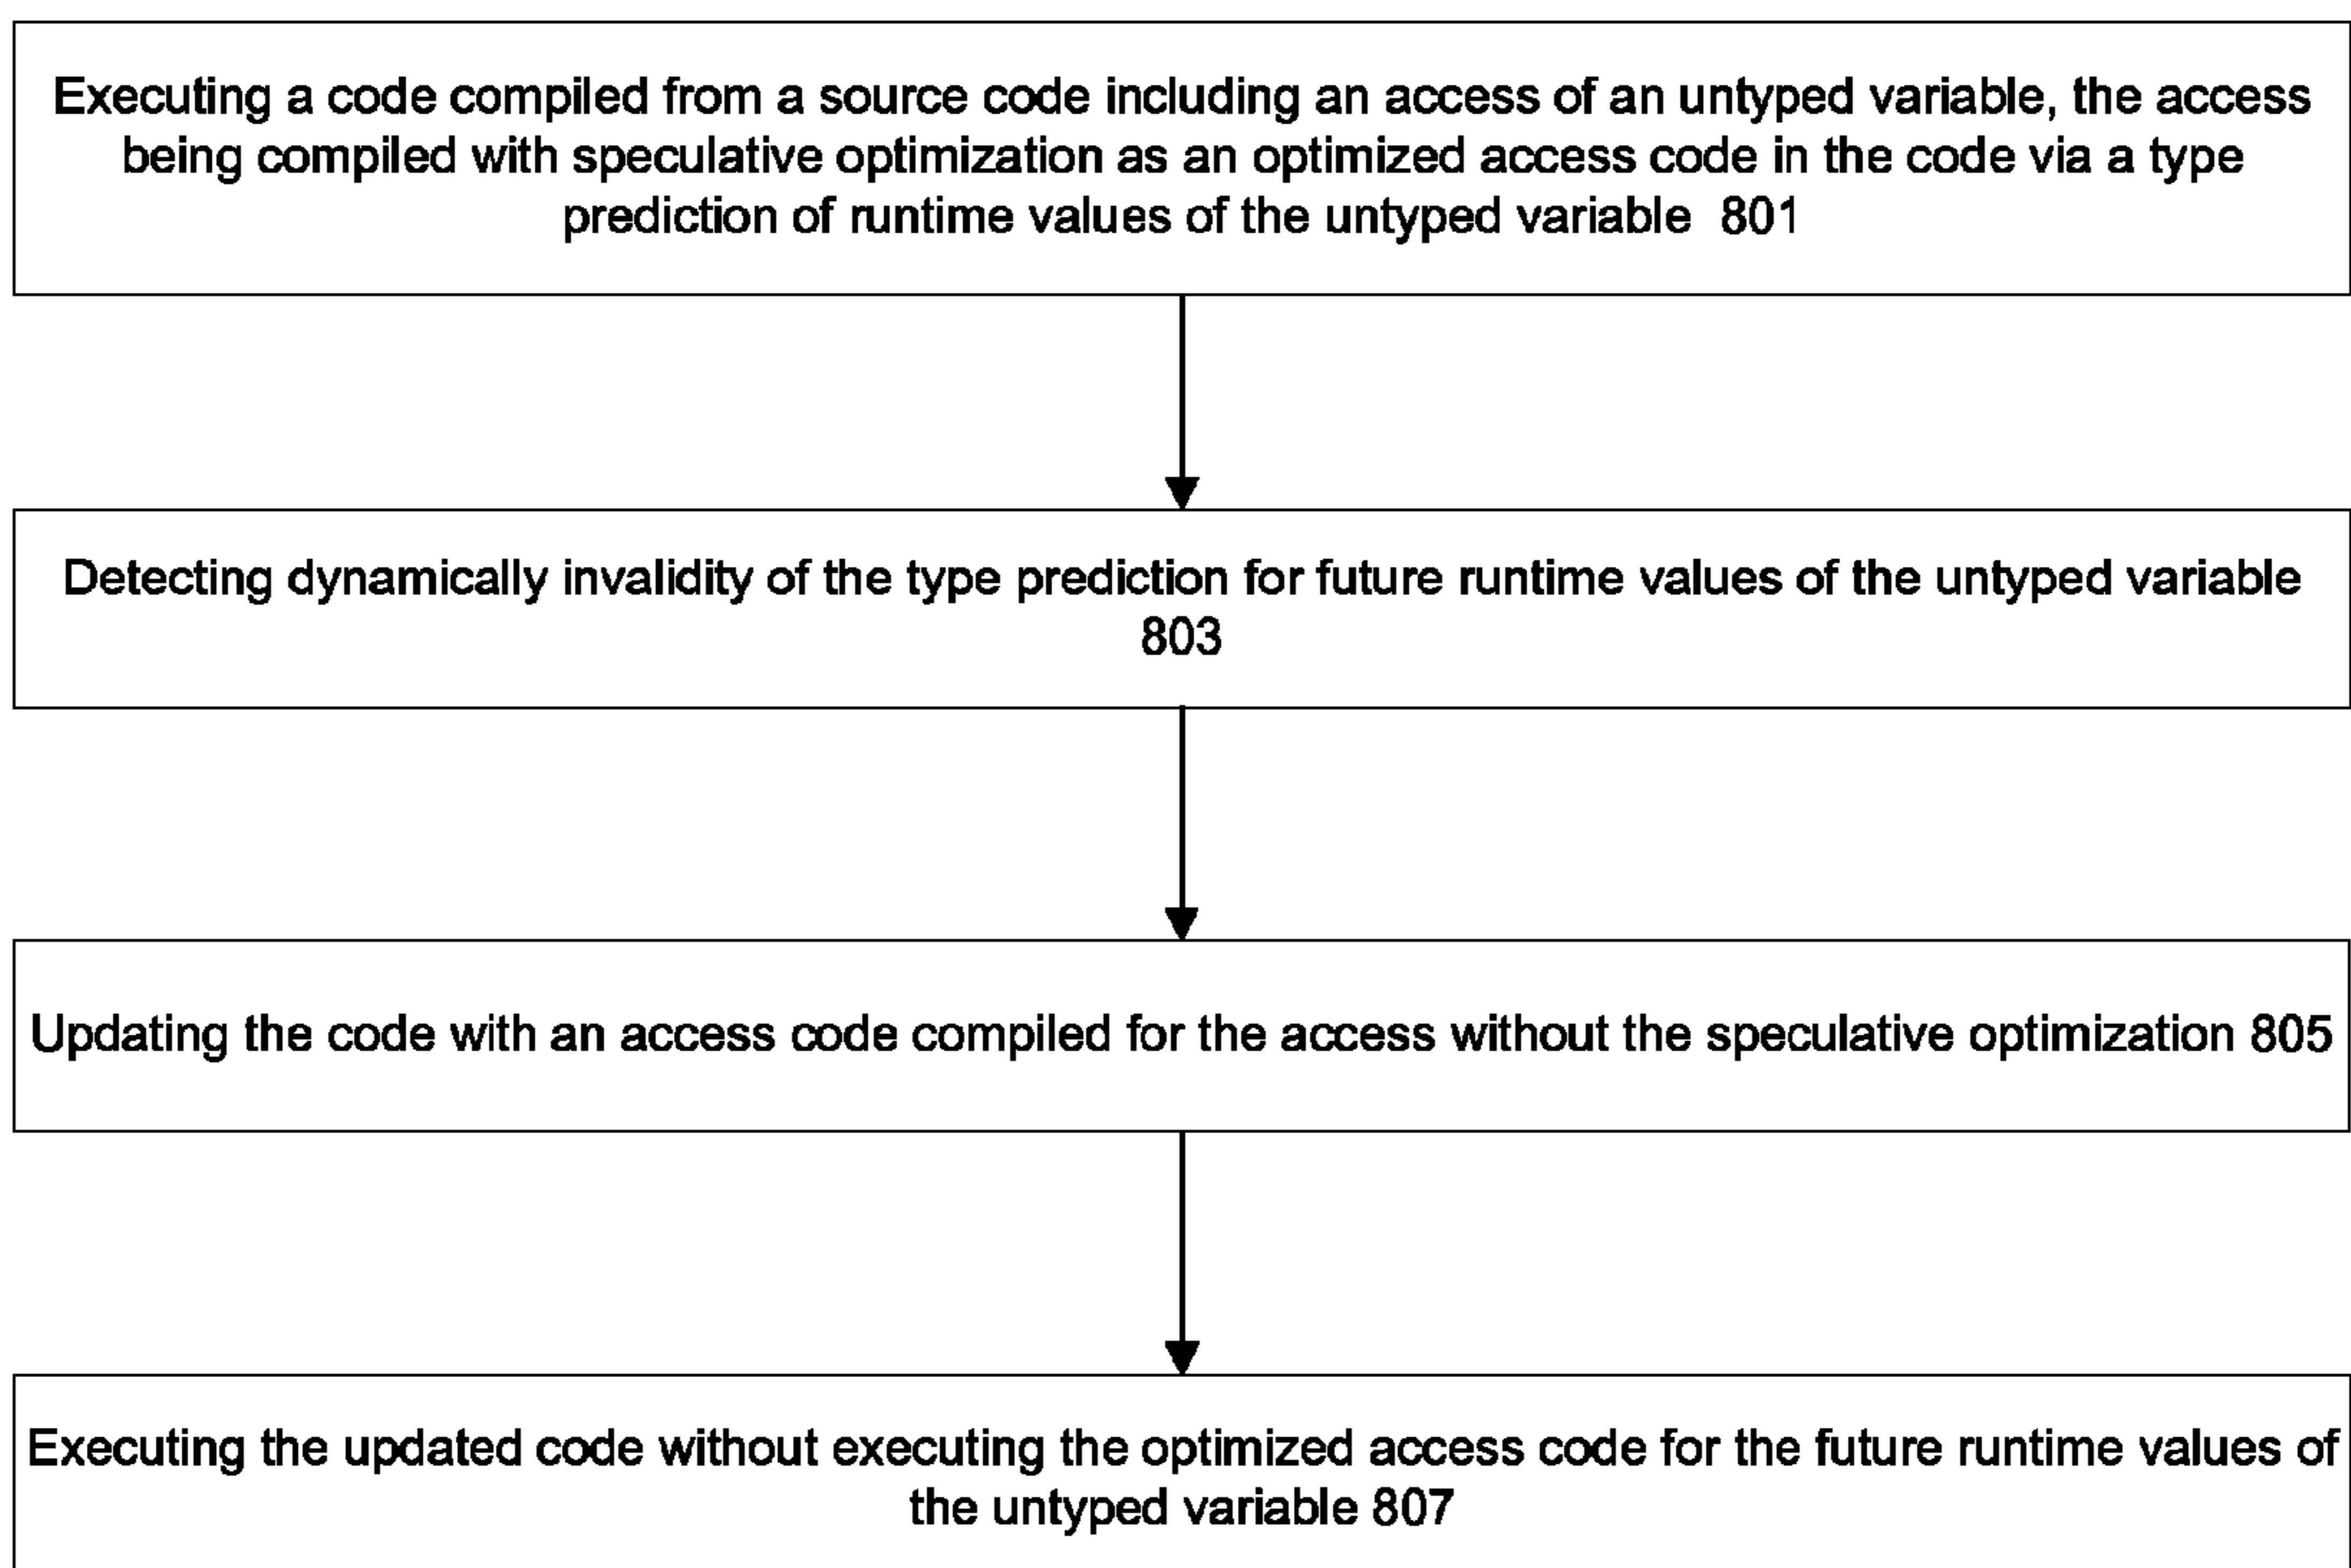 Executing a code compiled from a source code including an access of an untyped variable, the access
being compiled with speculative optimization as an optimized access code in the code via a type
prediction of runtime values of the untyped variable 801
Detecting dynamically invalidity of the type prediction for future runtime values of the untyped variable
803
Updating the code with an access code compiled for the access without the speculative optimization 805
Executing the updated code without executing the optimized access code for the future runtime values of
the untyped variable 807